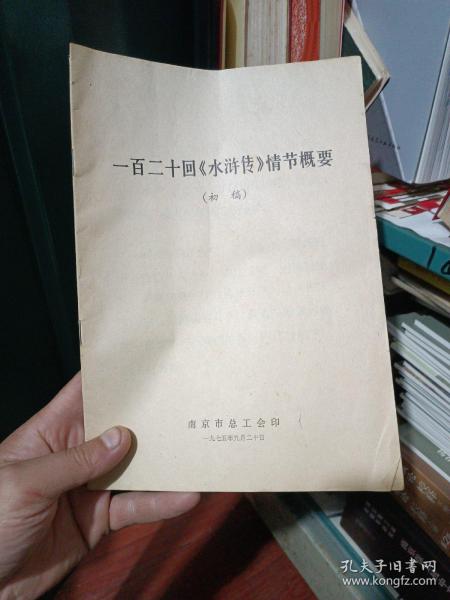 一百二十回《水浒传》情节概要
(初 稿)
南京市总工会印
一九七五年九月二十日
孔夫子旧书网
www.kongfz.com